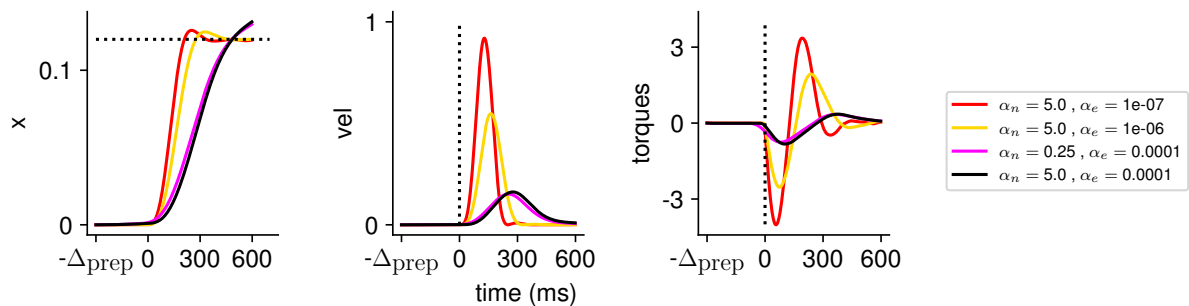 x
0.1
0
-Δprep 0 300 600
vel
1
0
-Δprep 0 300 600
time (ms)
torques
3
0
-3
-Δprep 0 300 600
αn = 5.0 , αe = 1e-07
αn = 5.0 , αe = 1e-06
αn = 0.25 , αe = 0.0001
αn = 5.0 , αe = 0.0001